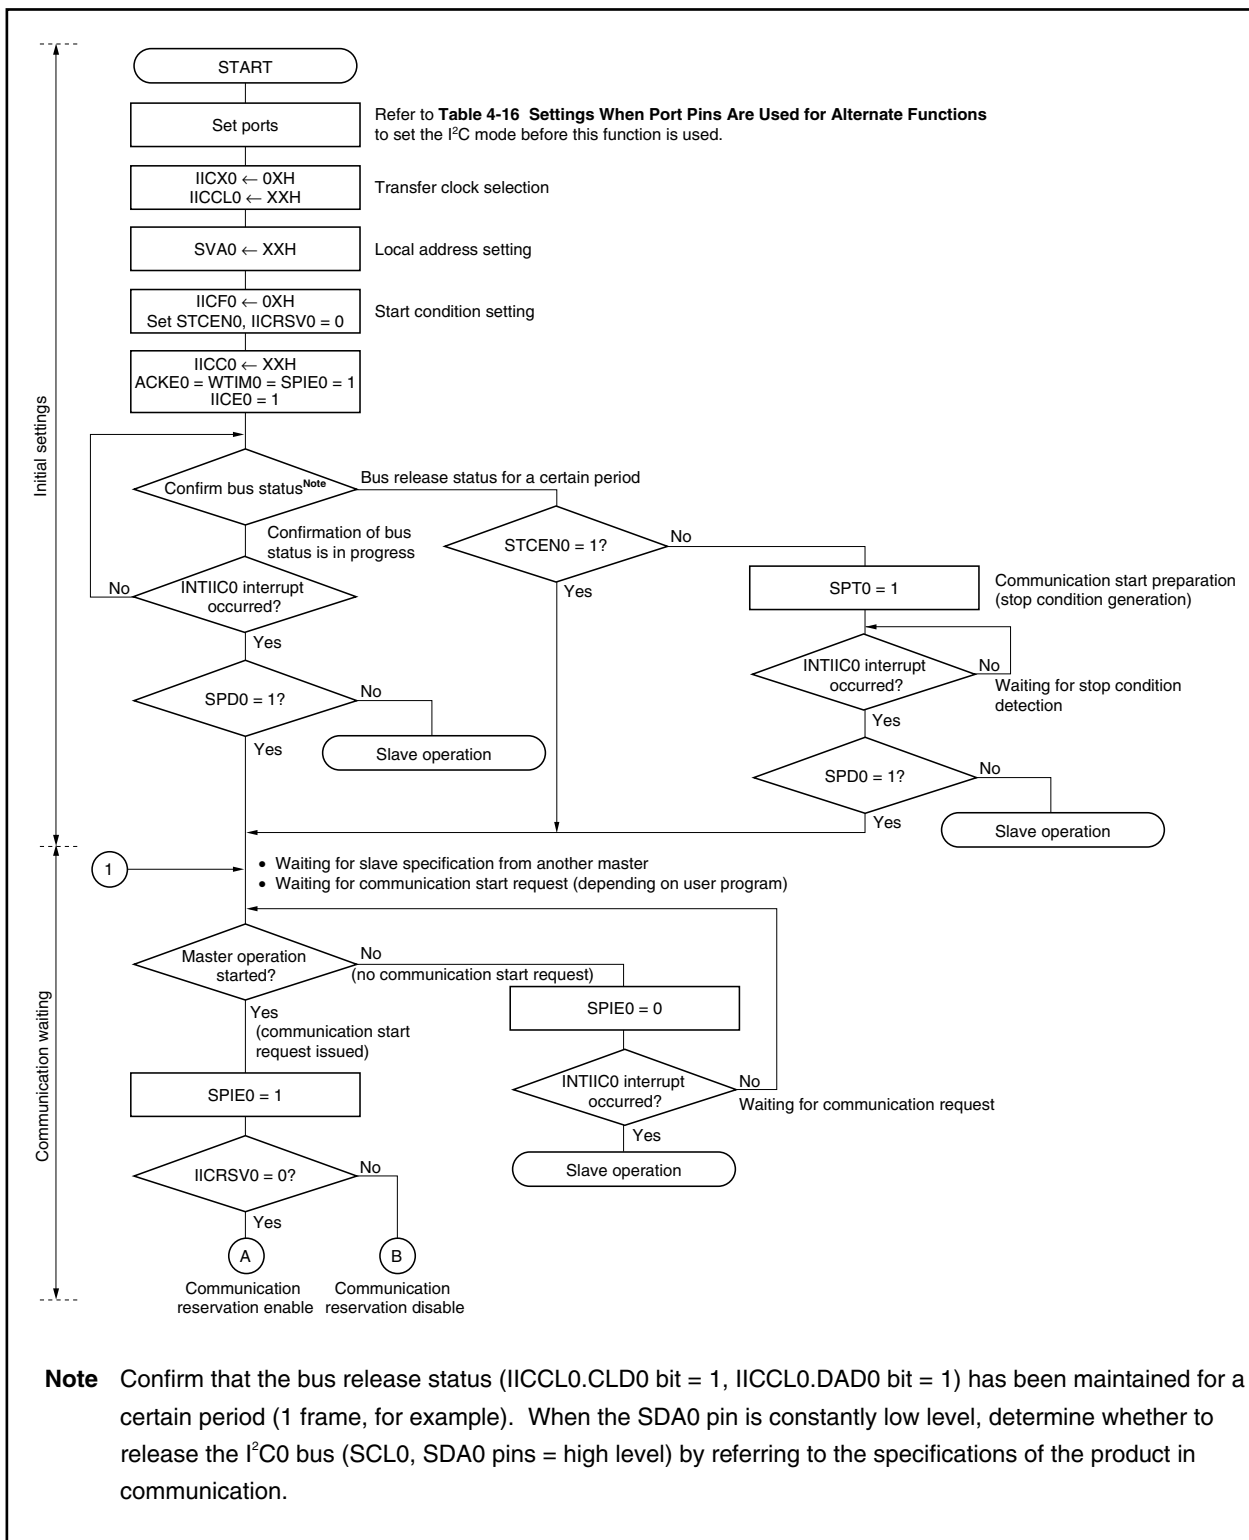 START
Set ports
Refer to Table 4-16 Settings When Port Pins Are Used for Alternate Functions
to set the I²C mode before this function is used.
IICX0 ← 0XH
IICCL0 ← XXH
Transfer clock selection
SVA0 ← XXH
Local address setting
IICF0 ← 0XH
Set STCEN0, IICRSV0 = 0
Start condition setting
IICC0 ← XXH
ACKE0 = WTIM0 = SPIE0 = 1
IICE0 = 1
Initial settings
Confirm bus statusNote
Bus release status for a certain period
Confirmation of bus
status is in progress
STCEN0 = 1?
No
Yes
INTIIC0 interrupt
occurred?
No
Yes
SPT0 = 1
Communication start preparation
(stop condition generation)
INTIIC0 interrupt
occurred?
No
Waiting for stop condition
detection
Yes
SPD0 = 1?
No
Yes
Slave operation
SPD0 = 1?
No
Yes
Slave operation
1
• Waiting for slave specification from another master
• Waiting for communication start request (depending on user program)
Communication waiting
Master operation
started?
No
(no communication start request)
Yes
(communication start
request issued)
SPIE0 = 0
INTIIC0 interrupt
occurred?
No
Waiting for communication request
Yes
Slave operation
SPIE0 = 1
IICRSV0 = 0?
No
Yes
A
B
Communication
reservation enable
Communication
reservation disable
Note Confirm that the bus release status (IICCL0.CLD0 bit = 1, IICCL0.DAD0 bit = 1) has been maintained for a
certain period (1 frame, for example). When the SDA0 pin is constantly low level, determine whether to
release the I²C0 bus (SCL0, SDA0 pins = high level) by referring to the specifications of the product in
communication.